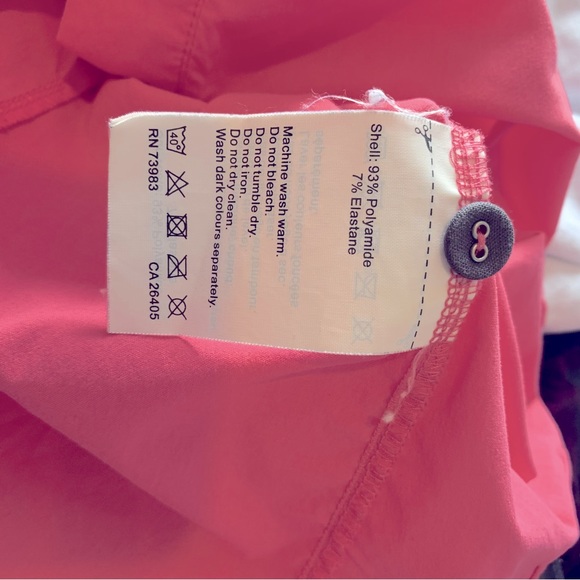 Shell: 93% Polyamide
7% Elastane
Machine wash warm.
Do not bleach.
Do not tumble dry.
Do not iron.
Do not dry clean.
Wash dark colours separately.
40°
RN 73983
CA 26405